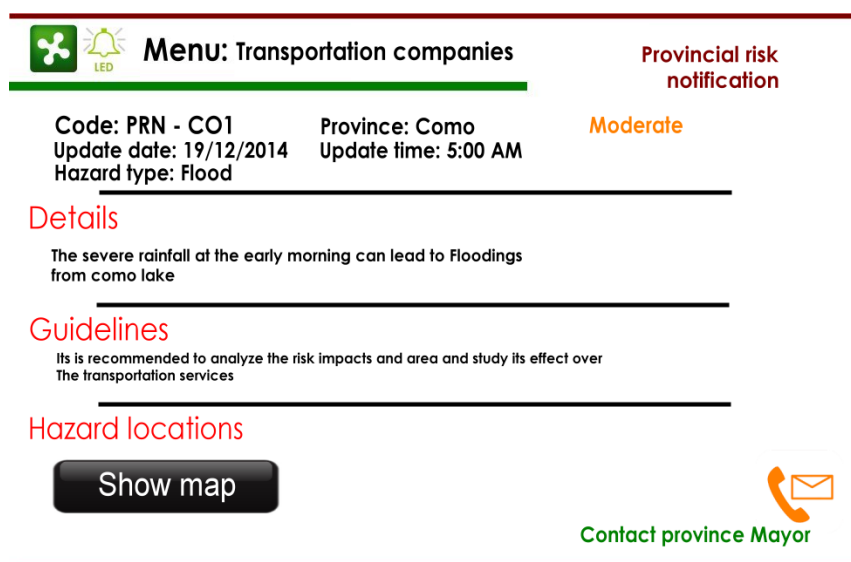 LED
Menu: Transportation companies
Provincial risk
notification
Code: PRN - CO1
Province: Como
Moderate
Update date: 19/12/2014
Update time: 5:00 AM
Hazard type: Flood
Details
The severe rainfall at the early morning can lead to Floodings
from como lake
Guidelines
Its is recommended to analyze the risk impacts and area and study its effect over
The transportation services
Hazard locations
Show map
Contact province Mayor